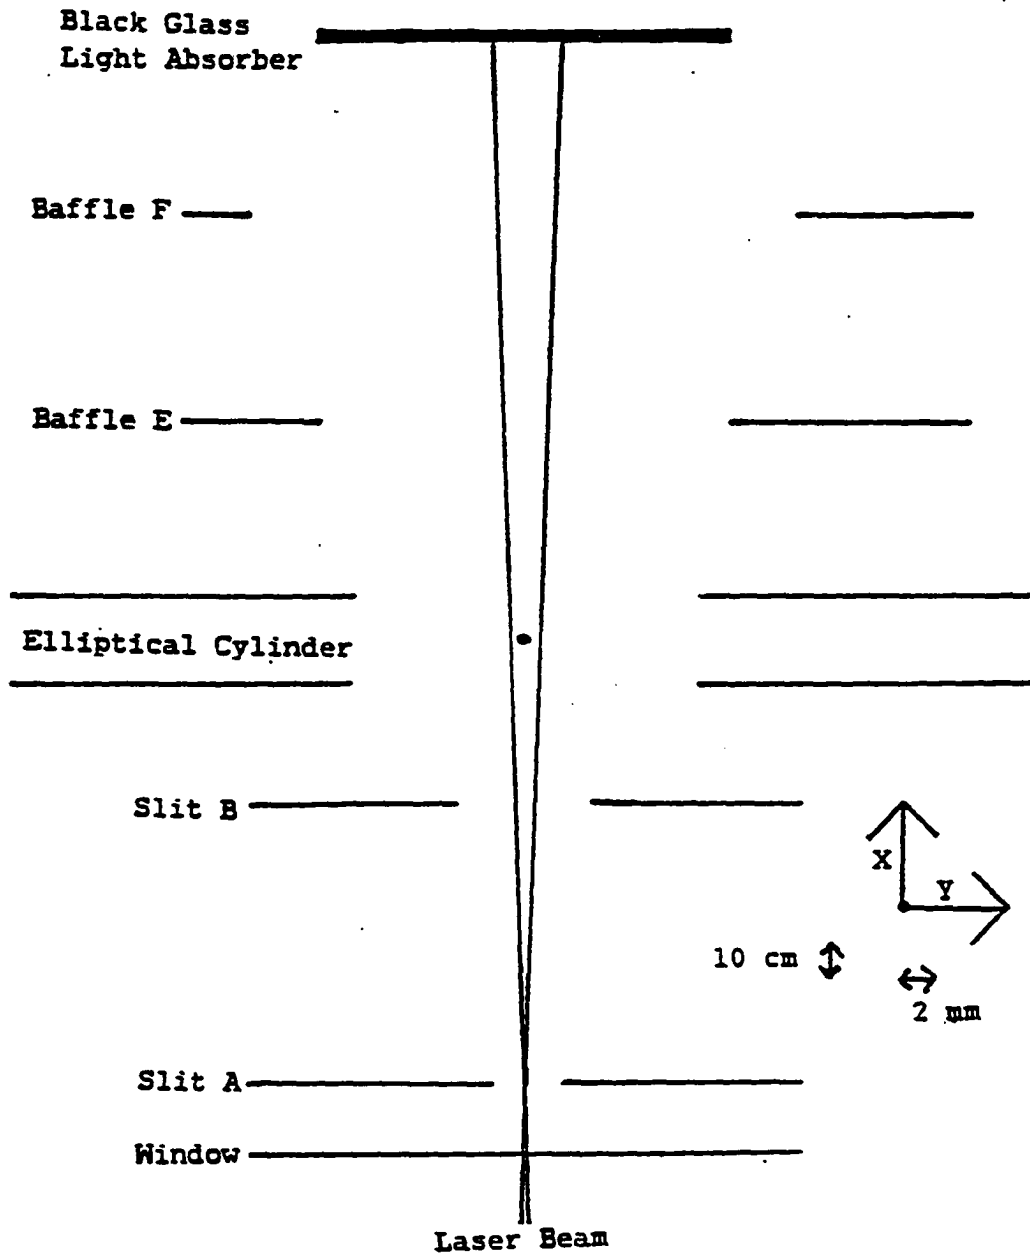 Black Glass
Light Absorber
Baffle F
Baffle E
Elliptical Cylinder
Slit B
X
Y
10 cm
2 mm
Slit A
Window
Laser Beam